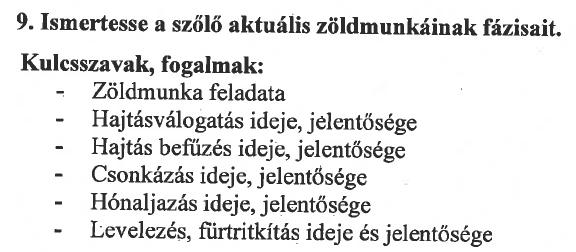 9. Ismertesse a szőlő aktuális zöldmunkáinak fázisait.
Kulcsszavak, fogalmak:
- Zöldmunka feladata
- Hajtásválogatás ideje, jelentősége
- Hajtás befűzés ideje, jelentősége
- Csonkázás ideje, jelentősége
- Hónaljazás ideje, jelentősége
- Levelezés, fürtritkítás ideje és jelentősége